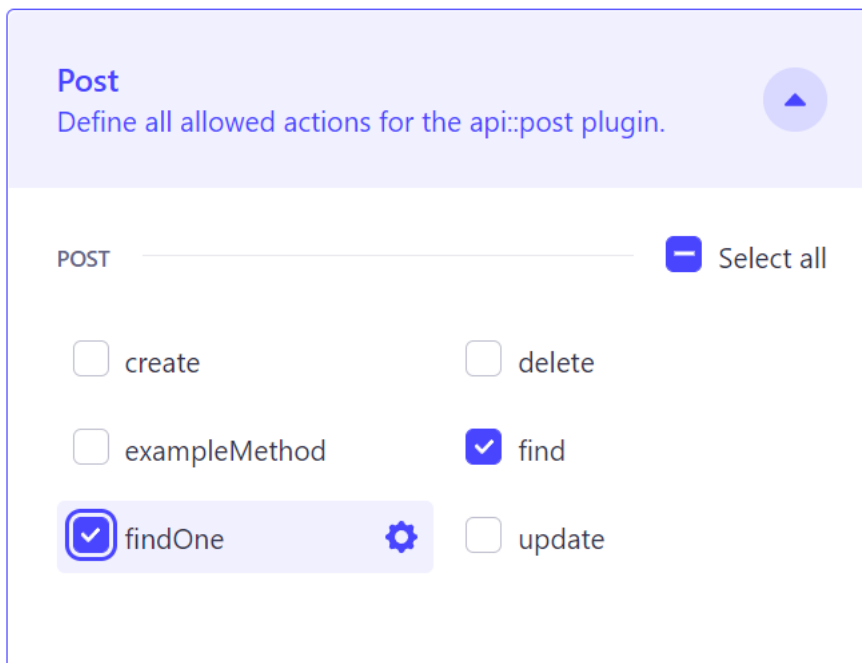 Post
Define all allowed actions for the api::post plugin.
POST
Select all
create
delete
exampleMethod
find
findOne
update